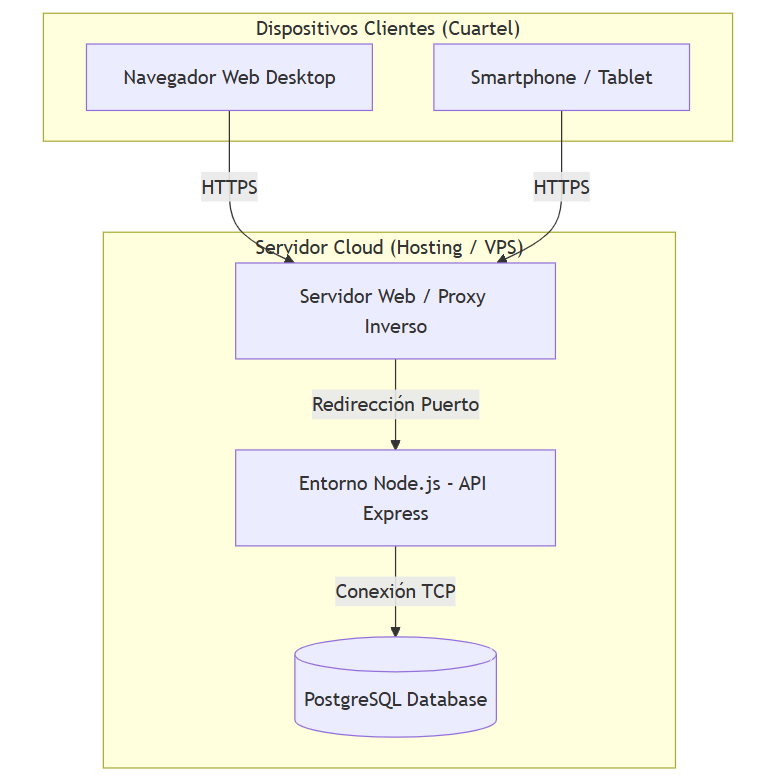 Dispositivos Clientes (Cuartel)
Navegador Web Desktop
Smartphone / Tablet
HTTPS
HTTPS
Servidor Cloud (Hosting / VPS)
Servidor Web / Proxy
Inverso
Redirección Puerto
Entorno Node.js - API
Express
Conexión TCP
PostgreSQL Database